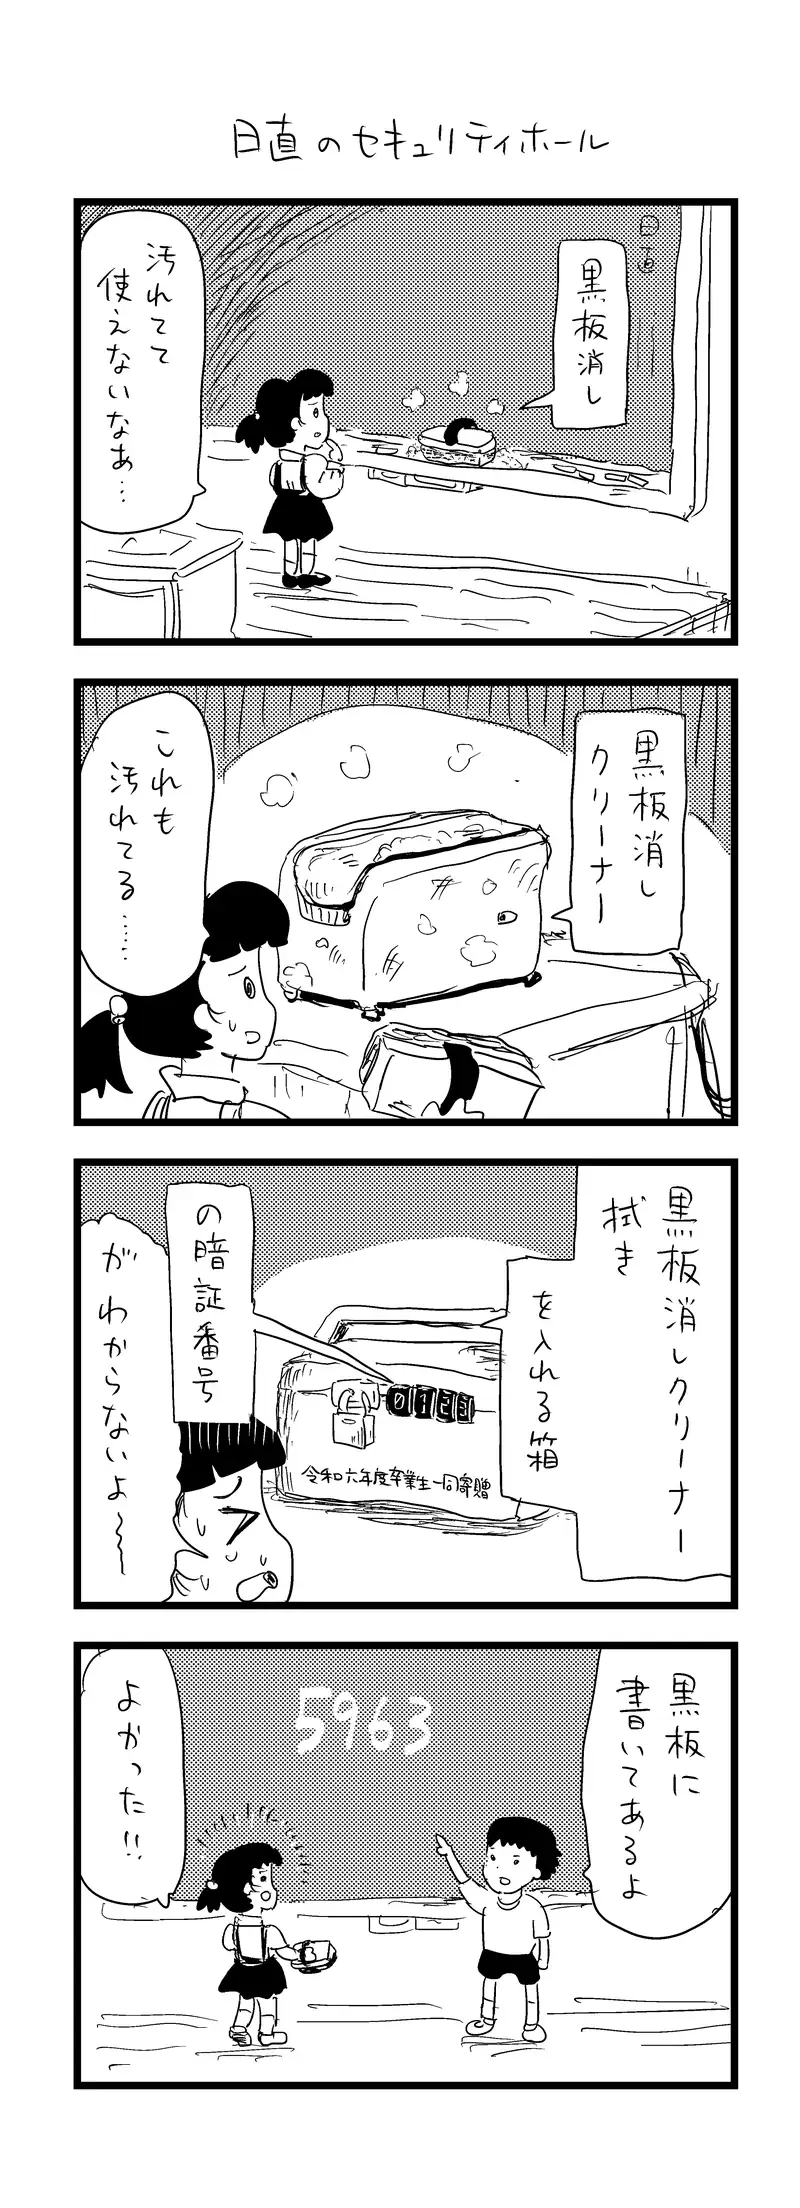 日直のセキュリティホール
日直
黒板消し
汚れてて
使えないなあ…
黒板消し
クリーナー
これも
汚れてる……
黒板消しクリーナー
拭き
を入れる箱
の暗証番号
がわからないよ〜〜
0123
令和六年度卒業生一同寄贈
黒板に
書いてあるよ
5963
よかった!!